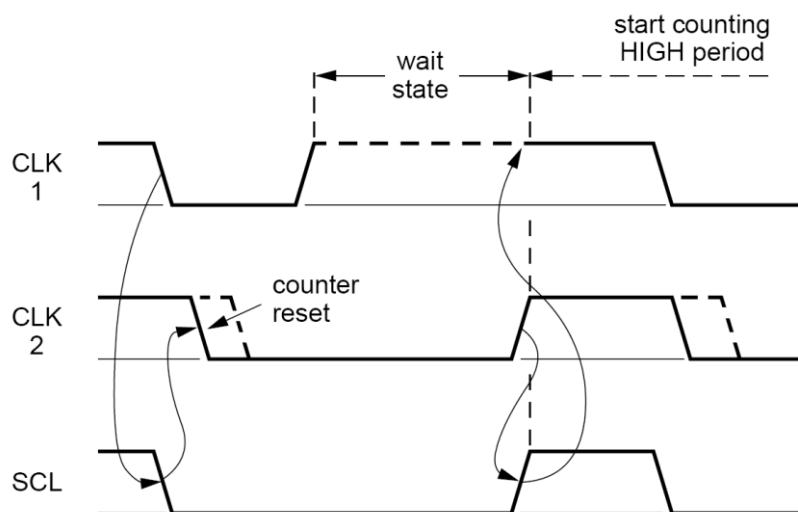 start counting
HIGH period
wait
state
CLK
1
counter
reset
CLK
2
SCL